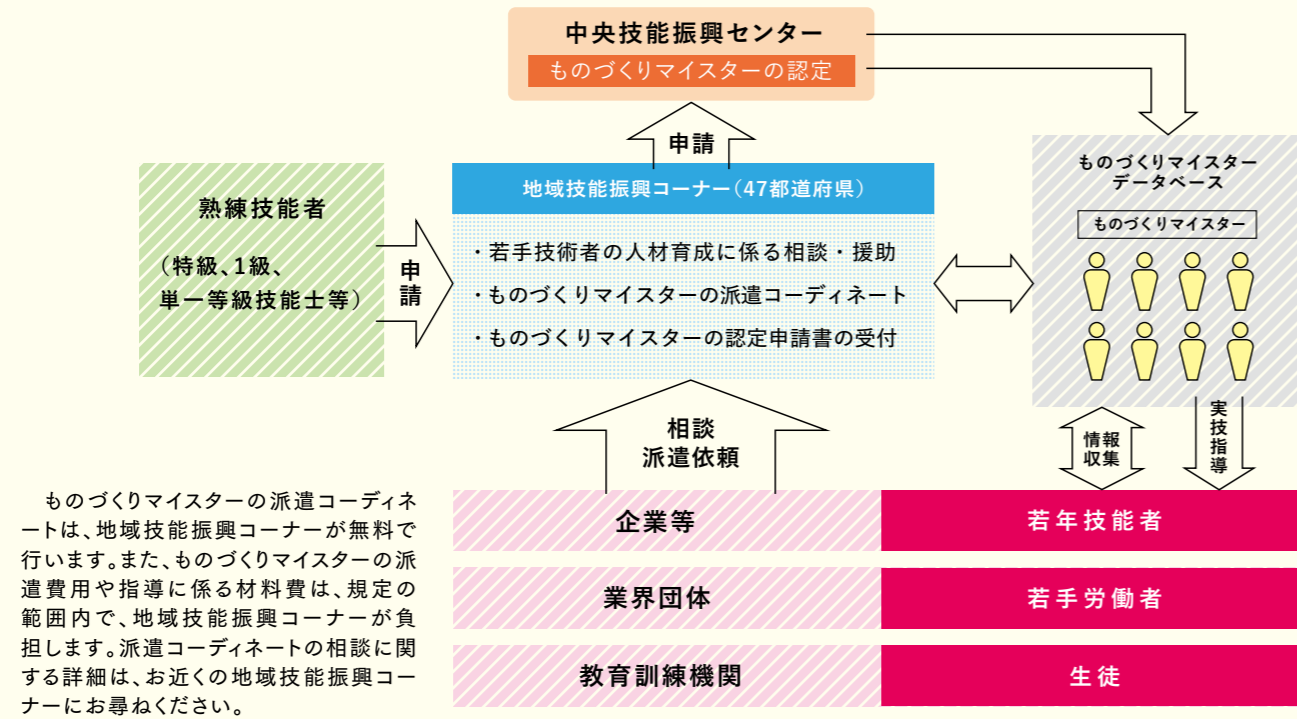 中央技能振興センター
ものづくりマイスターの認定
申請
熟練技能者
（特級、1級、
単一等級技能士等）
申請
地域技能振興コーナー（47都道府県）
・若手技術者の人材育成に係る相談・援助
・ものづくりマイスターの派遣コーディネート
・ものづくりマイスターの認定申請書の受付
ものづくりマイスター
データベース
ものづくりマイスター
相談
派遣依頼
情報
収集
実技指導
企業等
若年技能者
業界団体
若手労働者
教育訓練機関
生徒
ものづくりマイスターの派遣コーディネ
ートは、地域技能振興コーナーが無料で
行います。また、ものづくりマイスターの派
遣費用や指導に係る材料費は、規定の
範囲内で、地域技能振興コーナーが負
担します。派遣コーディネートの相談に関
する詳細は、お近くの地域技能振興コー
ナーにお尋ねください。